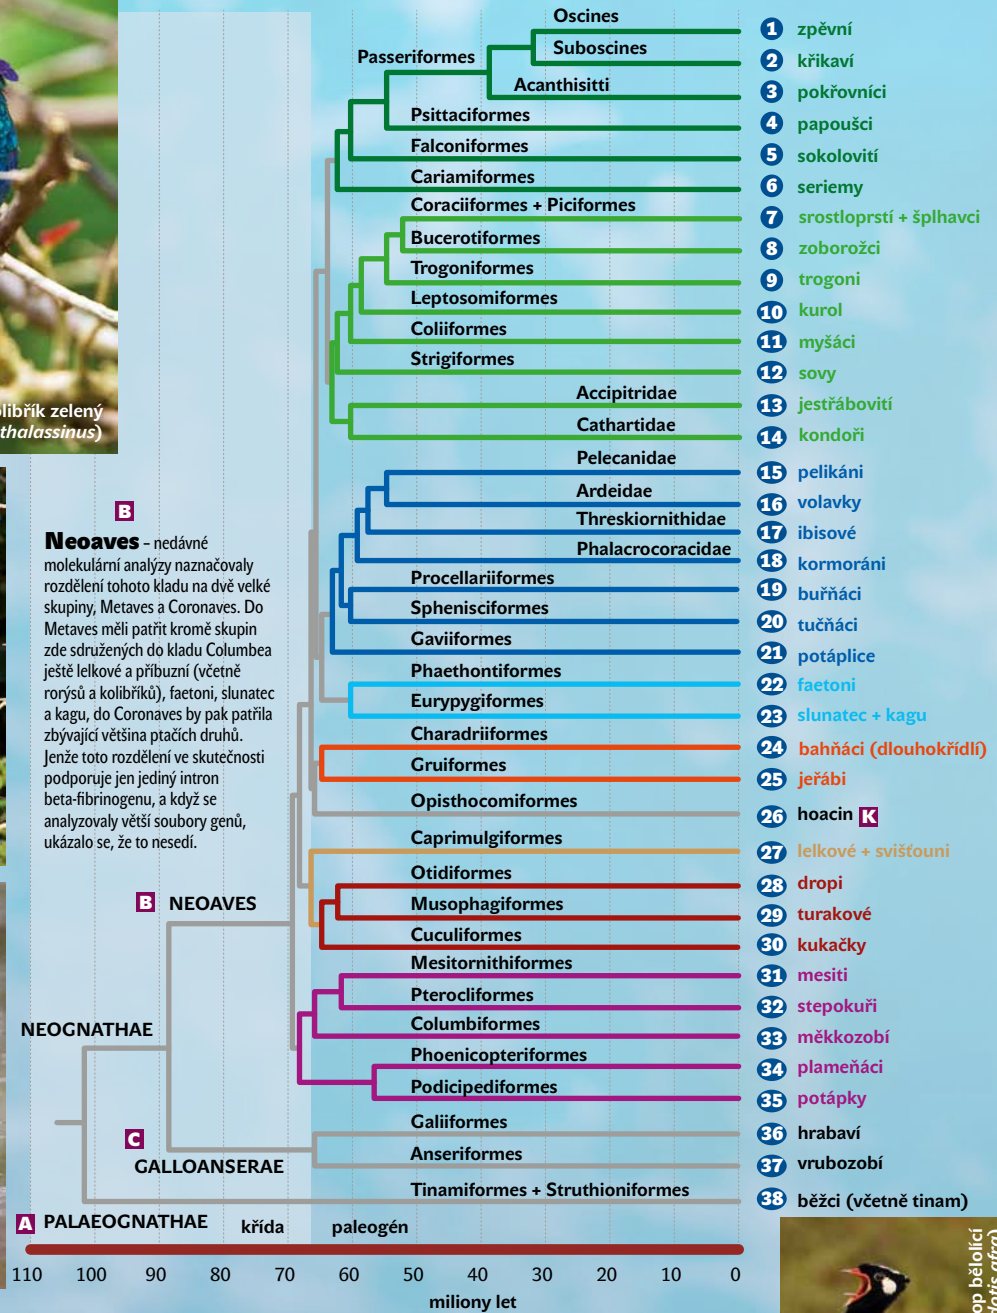 Oscines
1 zpěvní
Suboscines
Passeriformes
2 křikaví
Acanthisitti
3 pokřovníci
Psittaciformes
4 papoušci
Falconiformes
5 sokolovití
Cariamiformes
6 seriemy
Coraciiformes + Piciformes
7 srostloprstí + šplhavci
Bucerotiformes
8 zoborožci
Trogoniformes
9 trogoni
Leptosomiformes
10 kurol
Coliiformes
11 myšáci
Strigiformes
12 sovy
Accipitridae
13 jestřábovití
Cathartidae
14 kondoři
olibřík zelený
thalassinus)
Pelecanidae
15 pelikáni
Ardeidae
16 volavky
Threskiornithidae
17 ibisové
Phalacrocoracidae
18 kormoráni
Procellariiformes
19 buřňáci
Sphenisciformes
20 tučňáci
Gaviiformes
21 potáplice
Phaethontiformes
22 faetoni
Eurypygiformes
23 slunatec + kagu
Charadriiformes
24 bahňáci (dlouhokřídlí)
Gruiformes
25 jeřábi
Opisthocomiformes
26 hoacin K
Caprimulgiformes
27 lelkové + svišťouni
Otidiformes
28 dropi
Musophagiformes
29 turakové
Cuculiformes
30 kukačky
Mesitornithiformes
31 mesiti
Pterocliformes
32 stepokuři
Columbiformes
33 měkkozobí
Phoenicopteriformes
34 plameňáci
Podicipediformes
35 potápky
Galiiformes
36 hrabaví
Anseriformes
37 vrubozobí
Tinamiformes + Struthioniformes
38 běžci (včetně tinam)
B
Neoaves – nedávné
molekulární analýzy naznačovaly
rozdělení tohoto kladu na dvě velké
skupiny, Metaves a Coronaves. Do
Metaves měli patřit kromě skupin
zde sdružených do kladu Columbea
ještě lelkové a příbuzní (včetně
rorýsů a kolibříků), faetoni, slunatec
a kagu, do Coronaves by pak patřila
zbývající většina ptačích druhů.
Jenže toto rozdělení ve skutečnosti
podporuje jen jediný intron
beta-fibrinogenu, a když se
analyzovaly větší soubory genů,
ukázalo se, že to nesedí.
B NEOAVES
NEOGNATHAE
C
GALLOANSERAE
A PALAEOGNATHAE
křída paleogén
110 100 90 80 70 60 50 40 30 20 10 0
miliony let
op bělolící
otis afra)